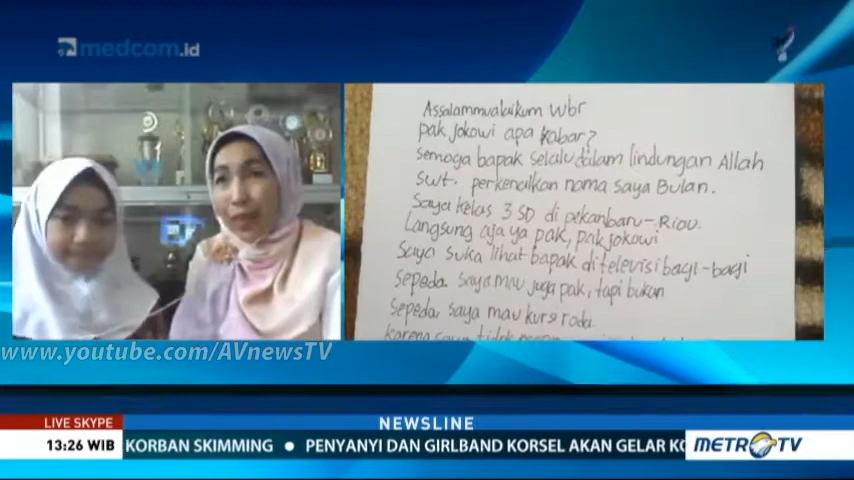 medcom.id
Assalammualaikum wbr
pak jokowi apa kabar?
semoga bapak selalu dalam lindungan Allah
swt. perkenalkan nama saya Bulan.
Saya kelas 3 SD di pekanbaru-Riau.
Langsung aja ya pak, pak jokowi
Saya suka lihat bapak di televisi bagi-bagi
Sepeda. saya mau juga pak, tapi bukan
Sepeda. saya mau kursi roda.
karena saya tidak
www.youtube.com/AVnewsTV
LIVE SKYPE
NEWSLINE
13:26 WIB
KORBAN SKIMMING ● PENYANYI DAN GIRLBAND KORSEL AKAN GELAR
METRO TV